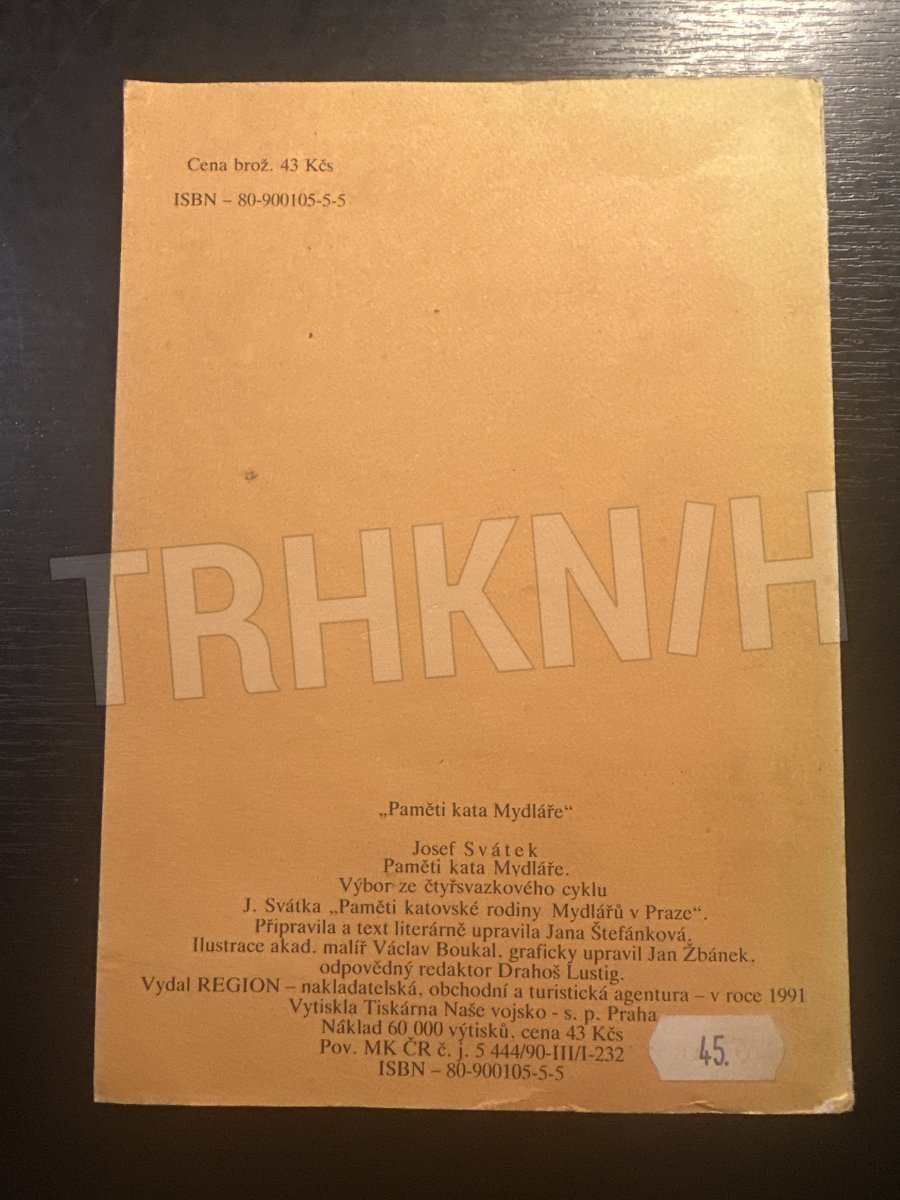 Cena brož. 43 Kčs
ISBN – 80-900105-5-5
TRHKNIH
„Paměti kata Mydláře“
Josef Svátek
Paměti kata Mydláře.
Výbor ze čtyřsvazkového cyklu
J. Svátka „Paměti katovské rodiny Mydlářů v Praze“.
Připravila a text literárně upravila Jana Štefánková.
Ilustrace akad. malíř Václav Boukal, graficky upravil Jan Žbánek,
odpovědný redaktor Drahoš Lustig.
Vydal REGION – nakladatelská, obchodní a turistická agentura – v roce 1991
Vytiskla Tiskárna Naše vojsko - s. p. Praha
Náklad 60 000 výtisků, cena 43 Kčs
Pov. MK ČR č. j. 5 444/90-III/I-232
ISBN – 80-900105-5-5
45.